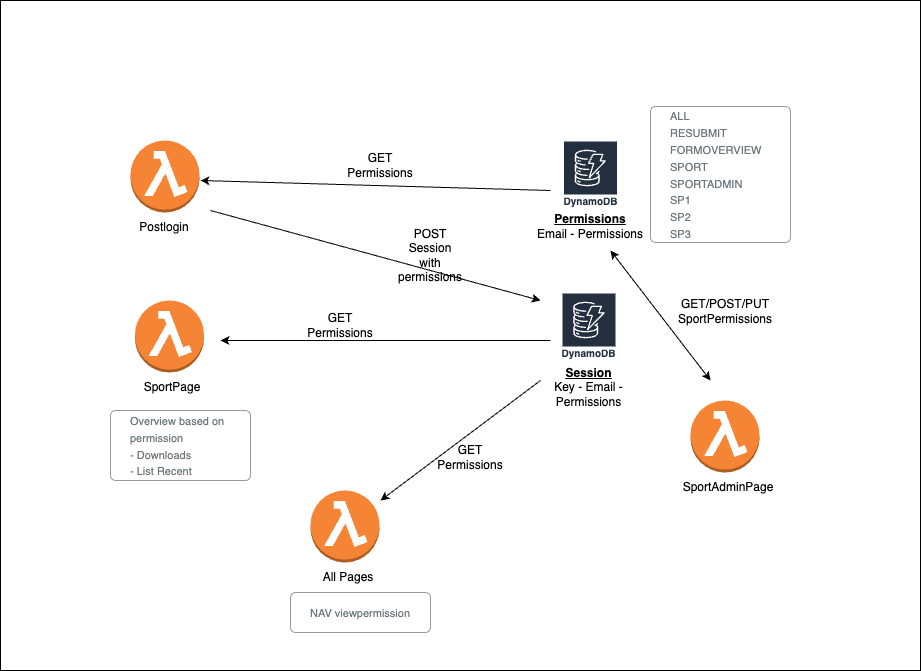 GET
Permissions
Postlogin
DynamoDB
Permissions
Email - Permissions
ALL
RESUBMIT
FORMOVERVIEW
SPORT
SPORTADMIN
SP1
SP2
SP3
POST
Session
with
permissions
GET
Permissions
SportPage
Overview based on
permission
- Downloads
- List Recent
DynamoDB
Session
Key - Email -
Permissions
GET/POST/PUT
SportPermissions
SportAdminPage
GET
Permissions
All Pages
NAV viewpermission